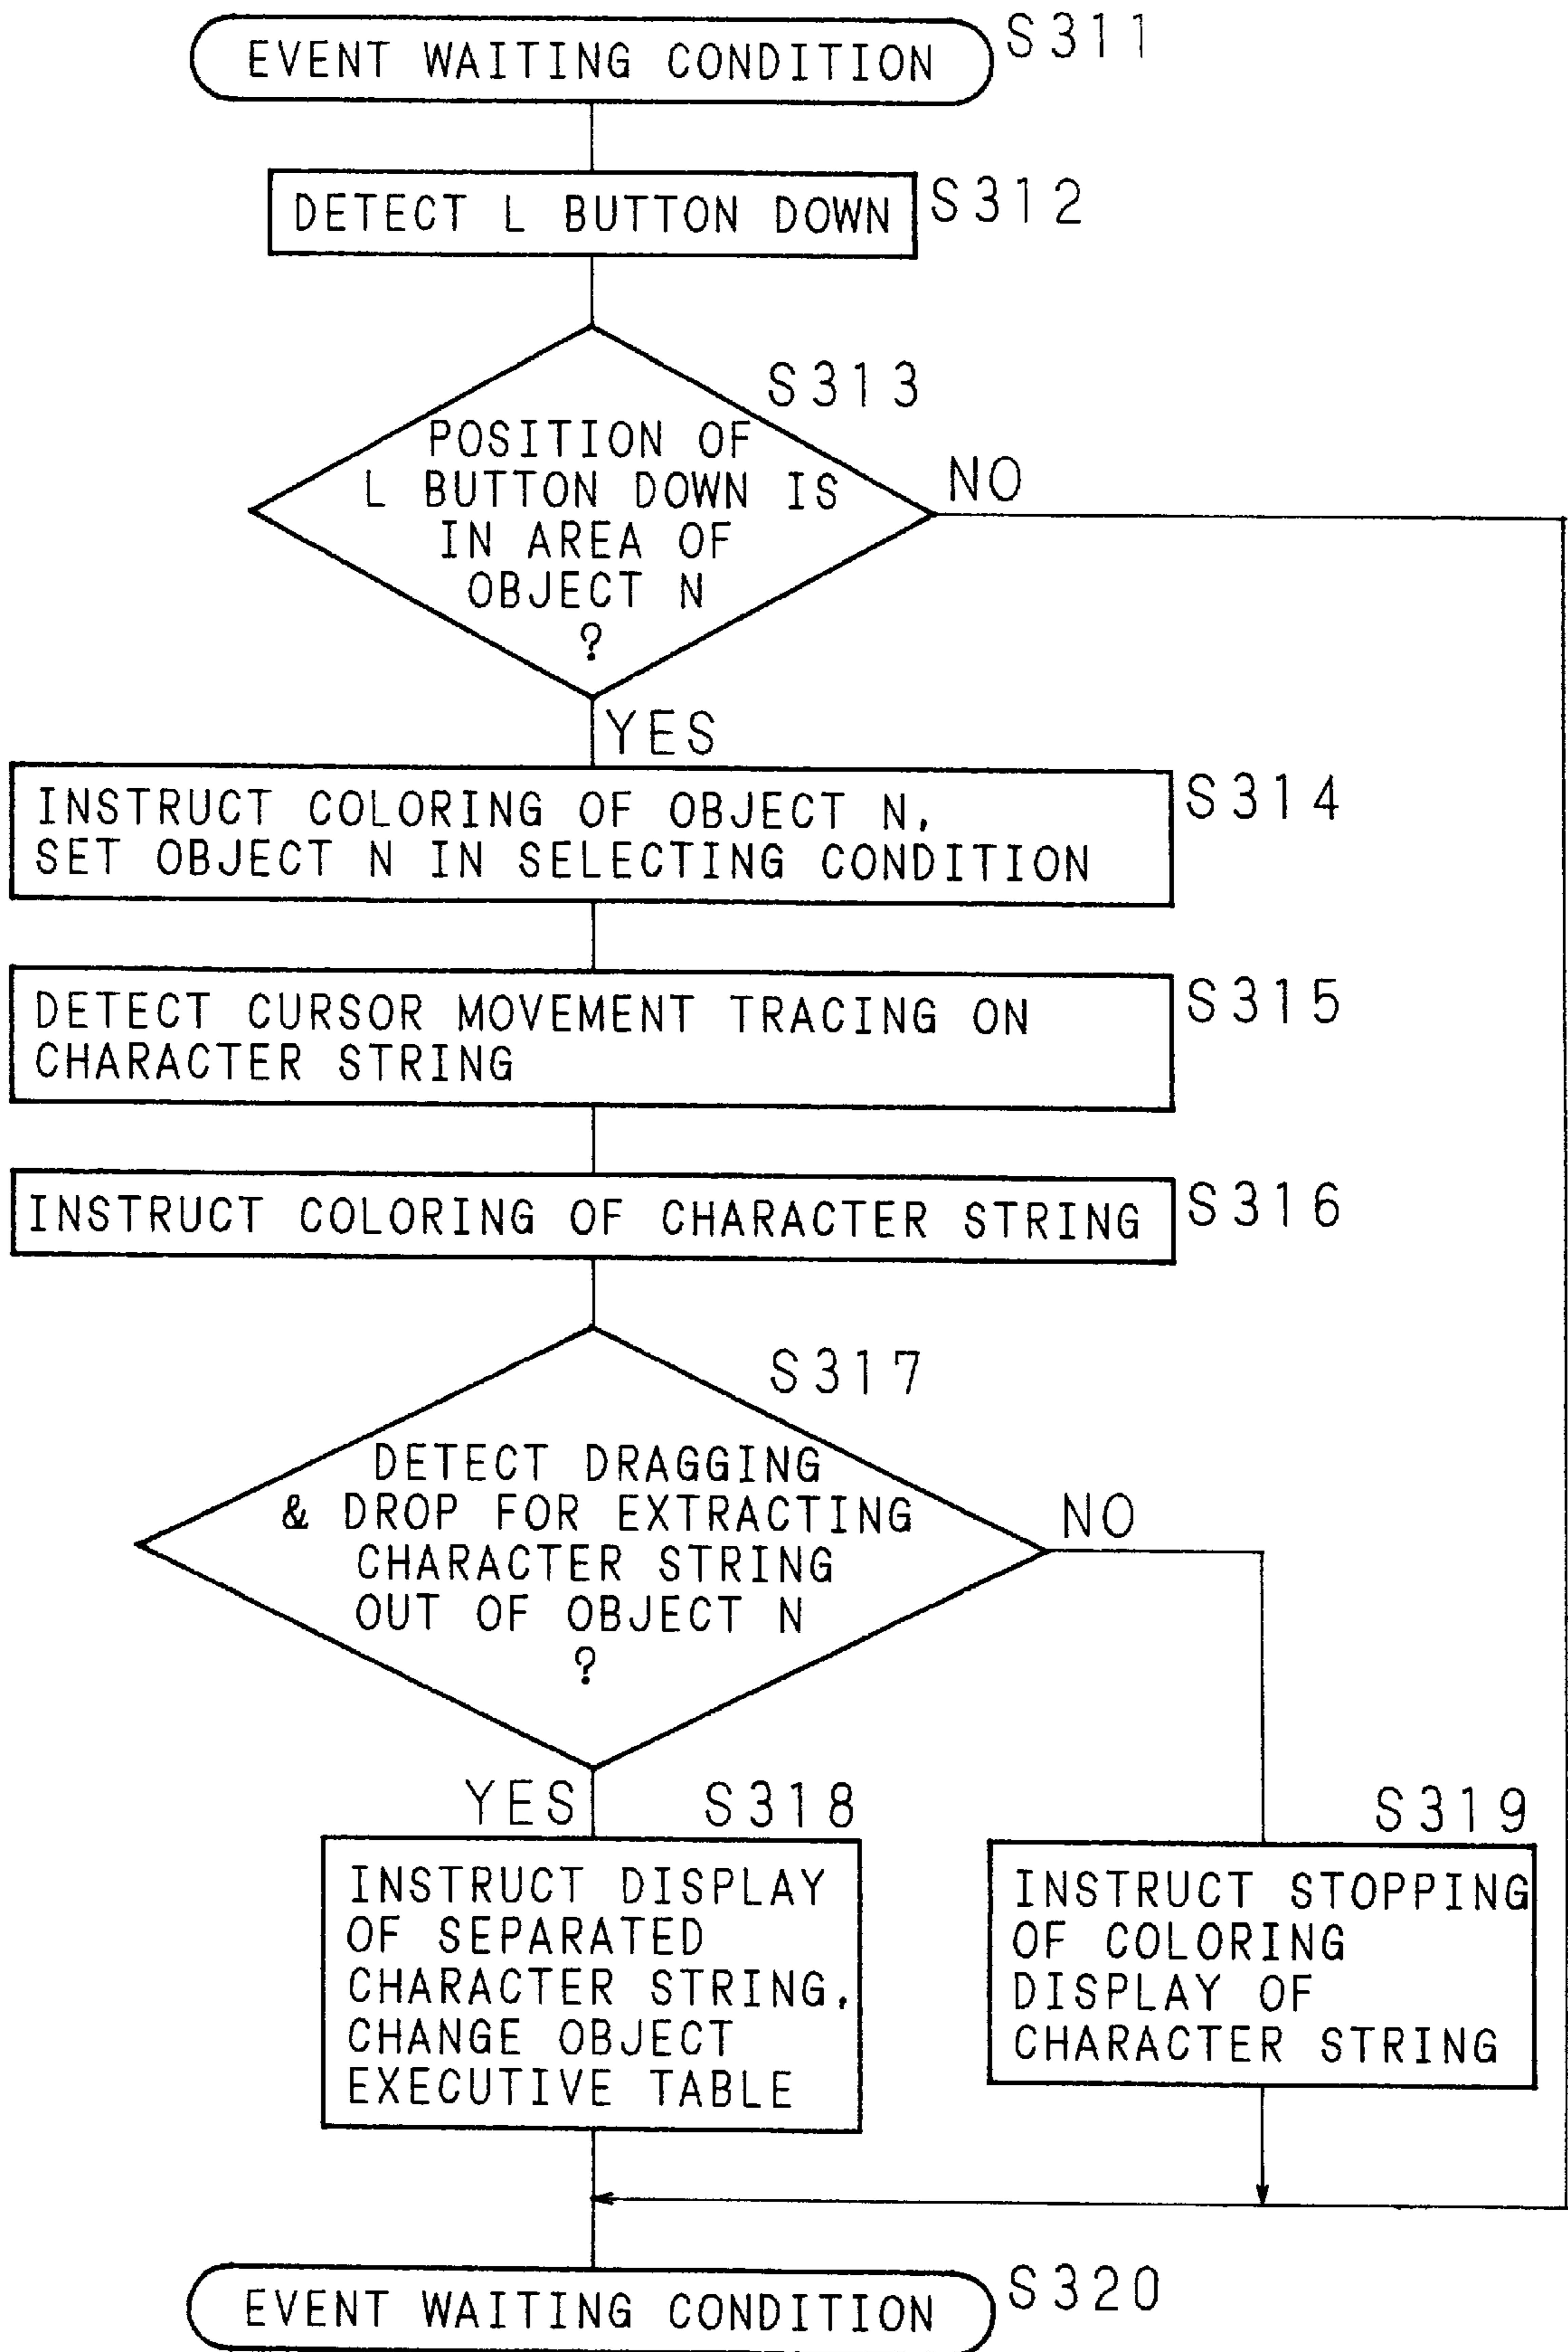 EVENT WAITING CONDITION
S311
DETECT L BUTTON DOWN
S312
S313
POSITION OF
L BUTTON DOWN IS
IN AREA OF
OBJECT N
?
NO
YES
INSTRUCT COLORING OF OBJECT N,
SET OBJECT N IN SELECTING CONDITION
S314
DETECT CURSOR MOVEMENT TRACING ON
CHARACTER STRING
S315
INSTRUCT COLORING OF CHARACTER STRING
S316
S317
DETECT DRAGGING
& DROP FOR EXTRACTING
CHARACTER STRING
OUT OF OBJECT N
?
NO
YES
S318
INSTRUCT DISPLAY
OF SEPARATED
CHARACTER STRING,
CHANGE OBJECT
EXECUTIVE TABLE
S319
INSTRUCT STOPPING
OF COLORING
DISPLAY OF
CHARACTER STRING
EVENT WAITING CONDITION
S320